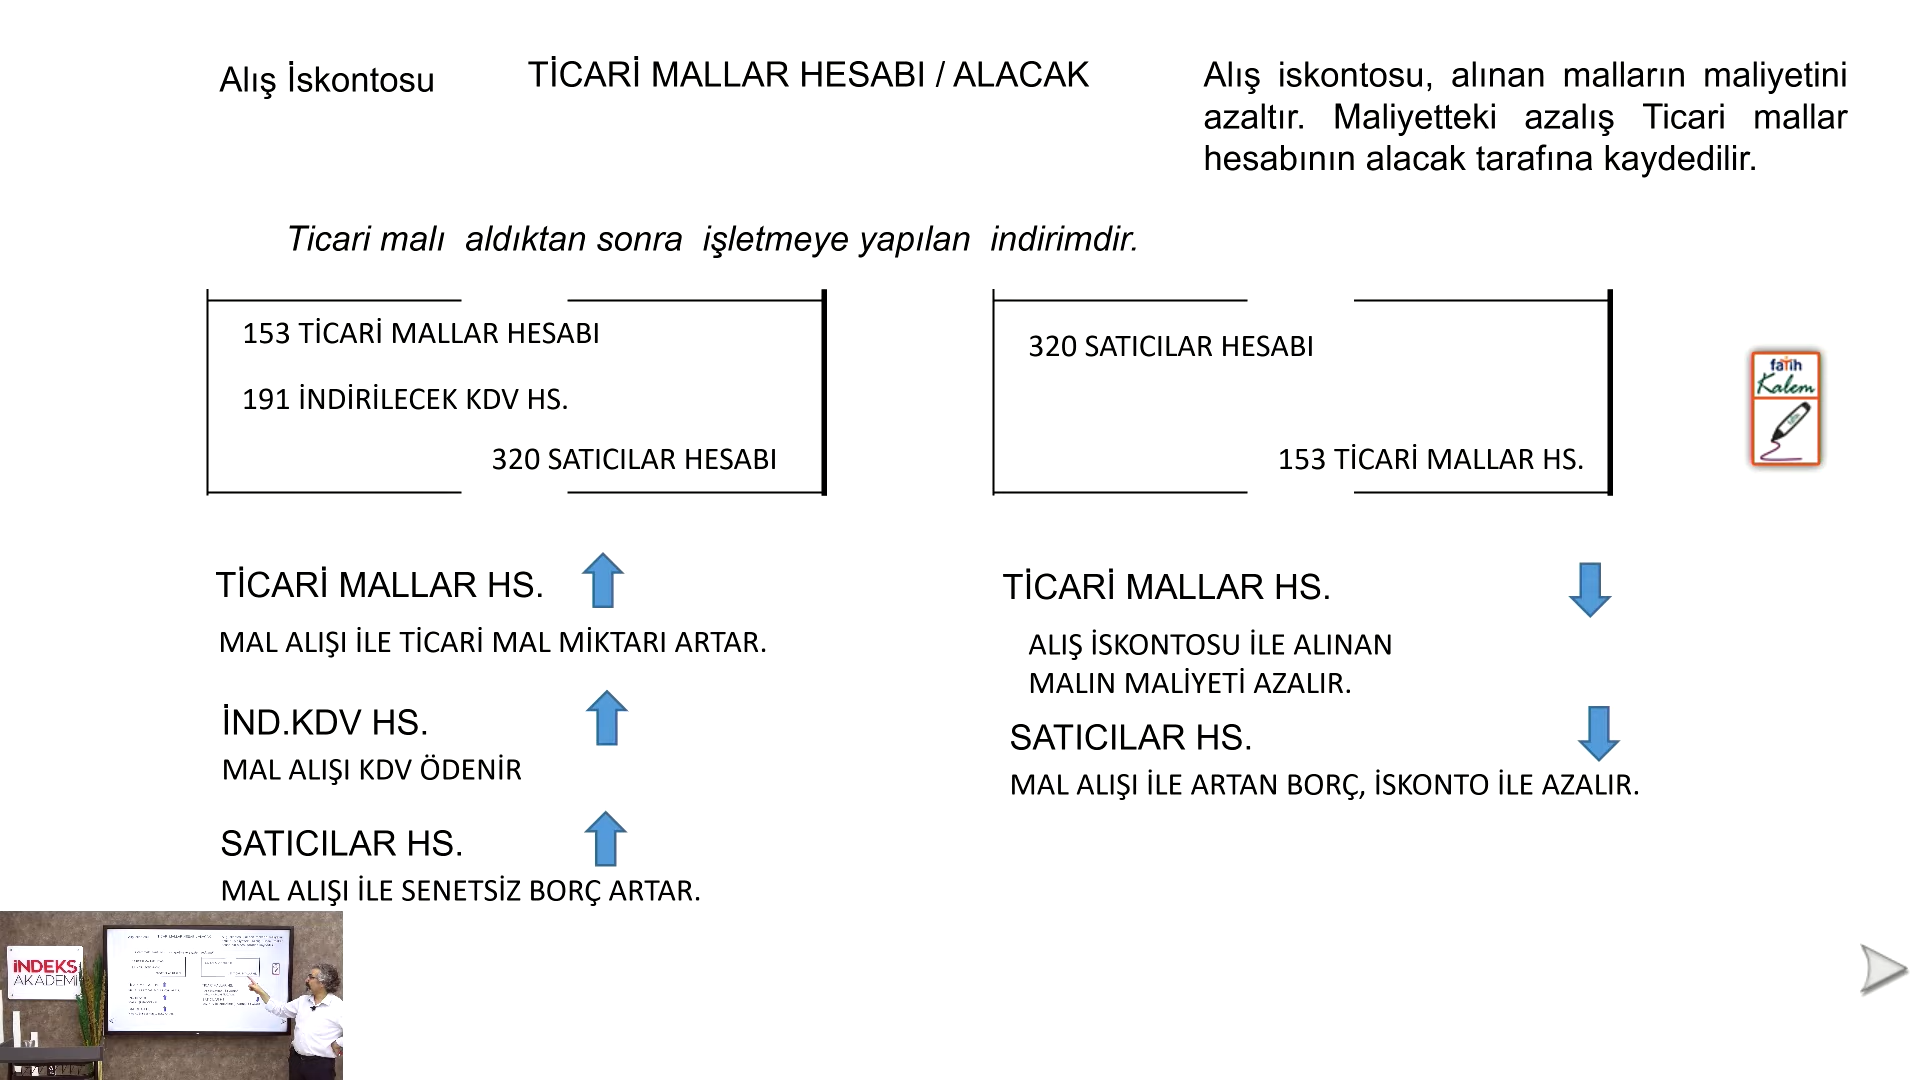 Alış İskontosu
TİCARİ MALLAR HESABI / ALACAK
Alış iskontosu, alınan malların maliyetini
azaltır. Maliyetteki azalış Ticari mallar
hesabının alacak tarafına kaydedilir.
Ticari malı aldıktan sonra işletmeye yapılan indirimdir.
153 TİCARİ MALLAR HESABI
191 İNDİRİLECEK KDV HS.
320 SATICILAR HESABI
320 SATICILAR HESABI
153 TİCARİ MALLAR HS.
fatih
Kalem
TİCARİ MALLAR HS.
MAL ALIŞI İLE TİCARİ MAL MİKTARI ARTAR.
İND.KDV HS.
MAL ALIŞI KDV ÖDENİR
SATICILAR HS.
MAL ALIŞI İLE SENETSİZ BORÇ ARTAR.
TİCARİ MALLAR HS.
ALIŞ İSKONTOSU İLE ALINAN
MALIN MALİYETİ AZALIR.
SATICILAR HS.
MAL ALIŞI İLE ARTAN BORÇ, İSKONTO İLE AZALIR.
İNDEKS
AKADEMİ